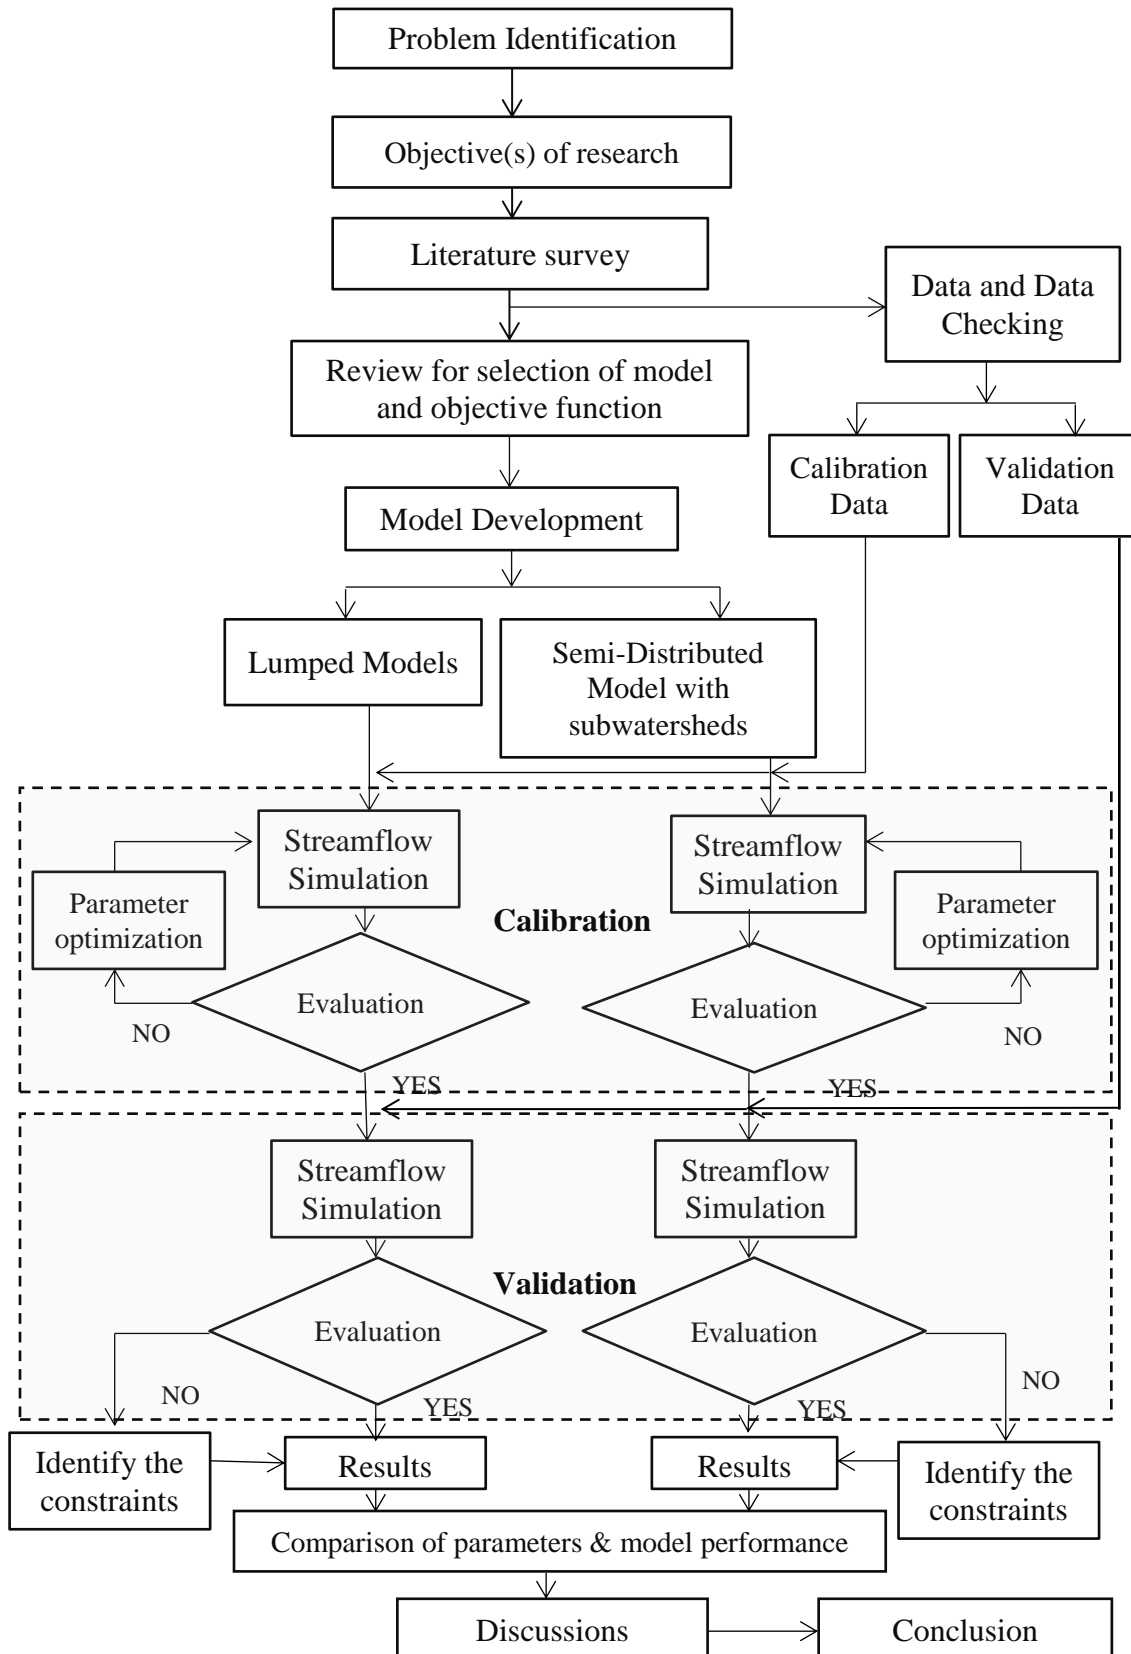 Problem Identification
Objective(s) of research
Literature survey
Data and Data
Checking
Review for selection of model
and objective function
Calibration
Data
Validation
Data
Model Development
Lumped Models
Semi-Distributed
Model with
subwatersheds
Streamflow
Simulation
Streamflow
Simulation
Parameter
optimization
Calibration
Parameter
optimization
Evaluation
Evaluation
NO
NO
YES
YES
Streamflow
Simulation
Streamflow
Simulation
Validation
Evaluation
Evaluation
NO
NO
YES
YES
Identify the
constraints
Results
Results
Identify the
constraints
Comparison of parameters & model performance
Discussions
Conclusion